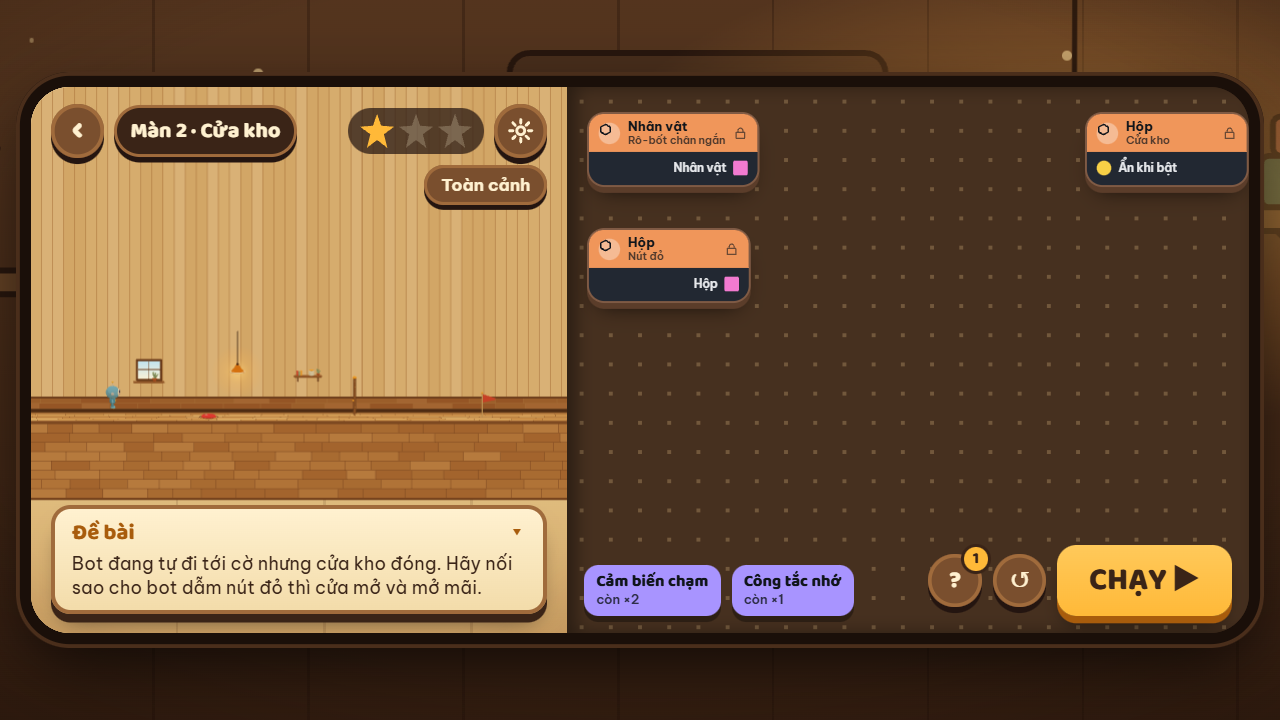 Màn 2 · Cửa kho
Toàn cảnh
Đề bài
Bot đang tự đi tới cờ nhưng cửa kho đóng. Hãy nối
sao cho bot dẫm nút đỏ thì cửa mở và mở mãi.
Nhân vật
Rô-bốt chân ngắn
Nhân vật
Hộp
Cửa kho
Ẩn khi bật
Hộp
Nút đỏ
Hộp
Cảm biến chạm
còn ×2
Công tắc nhớ
còn ×1
?
1
CHẠY